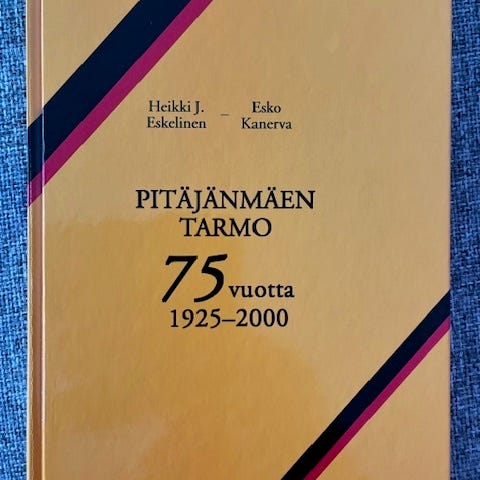 Heikki J. Eskelinen – Esko Kanerva
PITÄJÄNMÄEN
TARMO
75 vuotta
1925–2000